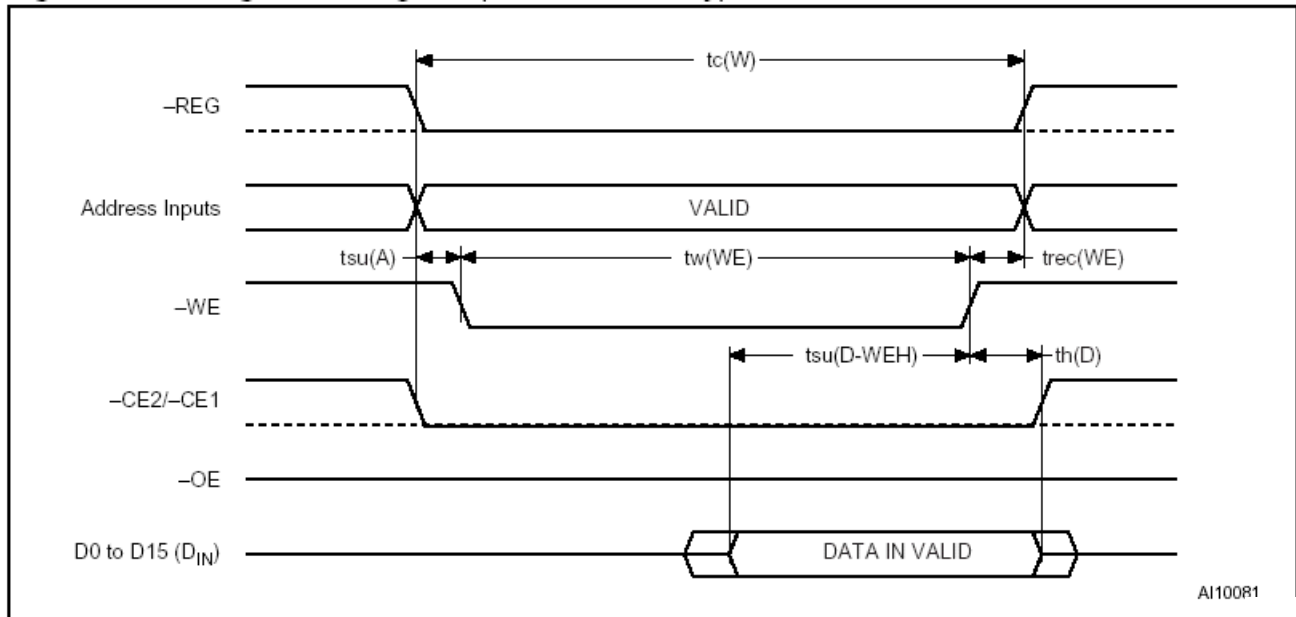 tc(W)
–REG
Address Inputs
VALID
tsu(A)
tw(WE)
trec(WE)
–WE
tsu(D-WEH)
th(D)
–CE2/–CE1
–OE
D0 to D15 (DIN)
DATA IN VALID
AI10081